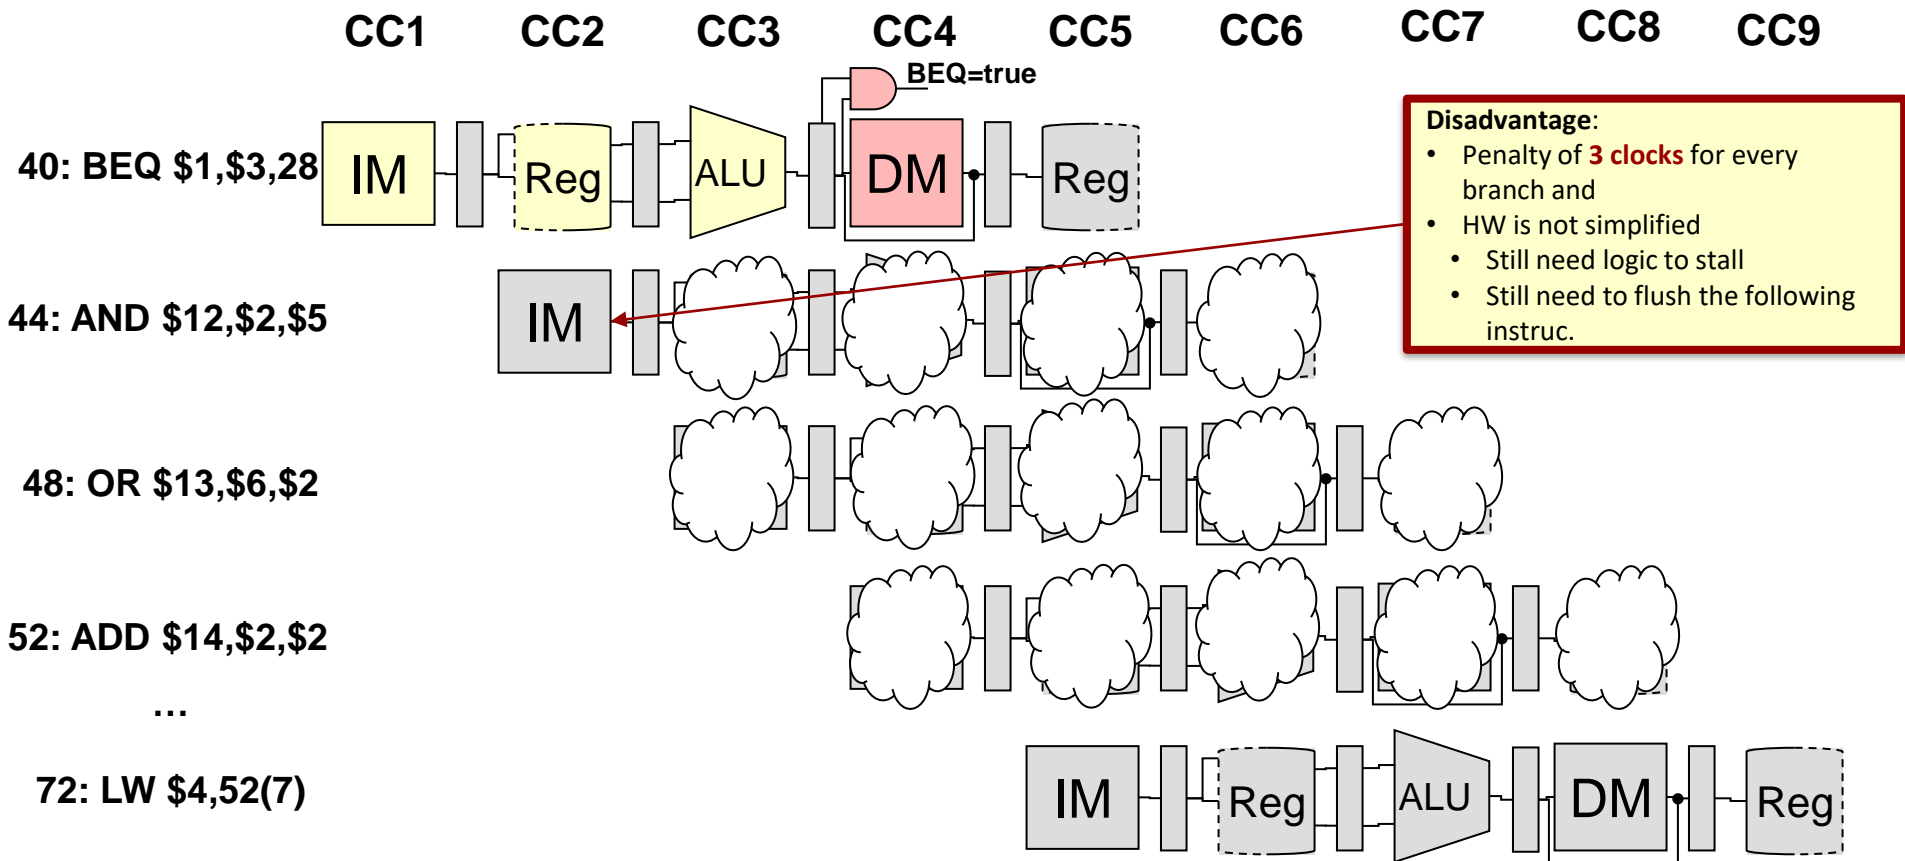 CC1 CC2 CC3 CC4 CC5 CC6 CC7 CC8 CC9
BEQ=true
40: BEQ $1,$3,28 IM Reg ALU DM Reg
Disadvantage:
• Penalty of 3 clocks for every
branch and
• HW is not simplified
• Still need logic to stall
• Still need to flush the following
instruc.
44: AND $12,$2,$5 IM
48: OR $13,$6,$2
52: ADD $14,$2,$2
...
72: LW $4,52(7) IM Reg ALU DM Reg